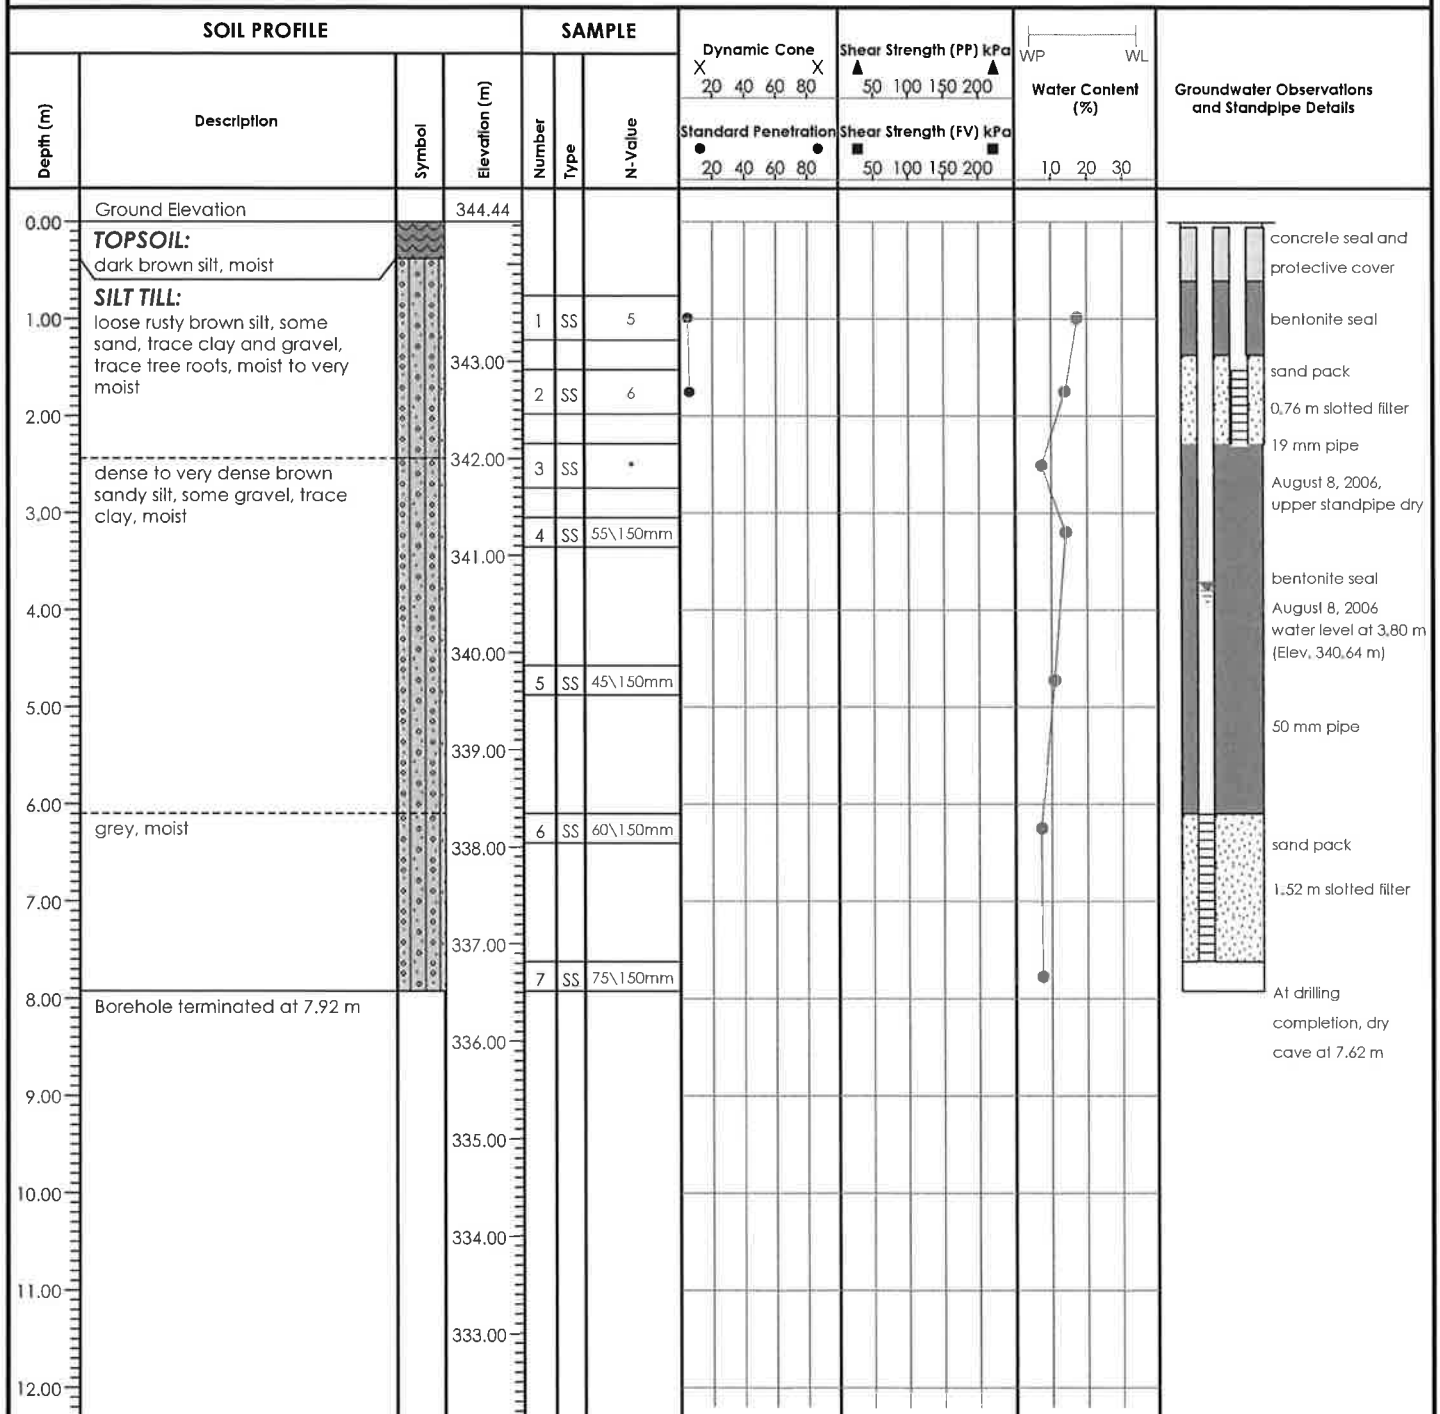 SOIL PROFILE
SAMPLE
Depth (m)
Description
Symbol
Elevation (m)
Number
Type
N-Value
Dynamic Cone
X X
20 40 60 80
Standard Penetration
20 40 60 80
Shear Strength (PP) kPa
50 100 150 200
Shear Strength (FV) kPa
50 100 150 200
WP WL
Water Content
(%)
10 20 30
Groundwater Observations
and Standpipe Details
Ground Elevation
344.44
0.00
TOPSOIL:
dark brown silt, moist
SILT TILL:
loose rusty brown silt, some
sand, trace clay and gravel,
trace tree roots, moist to very
moist
dense to very dense brown
sandy silt, some gravel, trace
clay, moist
grey, moist
Borehole terminated at 7.92 m
1.00
2.00
3.00
4.00
5.00
6.00
7.00
8.00
9.00
10.00
11.00
12.00
343.00
342.00
341.00
340.00
339.00
338.00
337.00
336.00
335.00
334.00
333.00
1 SS 5
2 SS 6
3 SS *
4 SS 55\150mm
5 SS 45\150mm
6 SS 60\150mm
7 SS 75\150mm
concrete seal and
protective cover
bentonite seal
sand pack
0.76 m slotted filter
19 mm pipe
August 8, 2006,
upper standpipe dry
bentonite seal
August 8, 2006
water level at 3.80 m
(Elev. 340.64 m)
50 mm pipe
sand pack
1.52 m slotted filter
At drilling
completion, dry
cave at 7.62 m